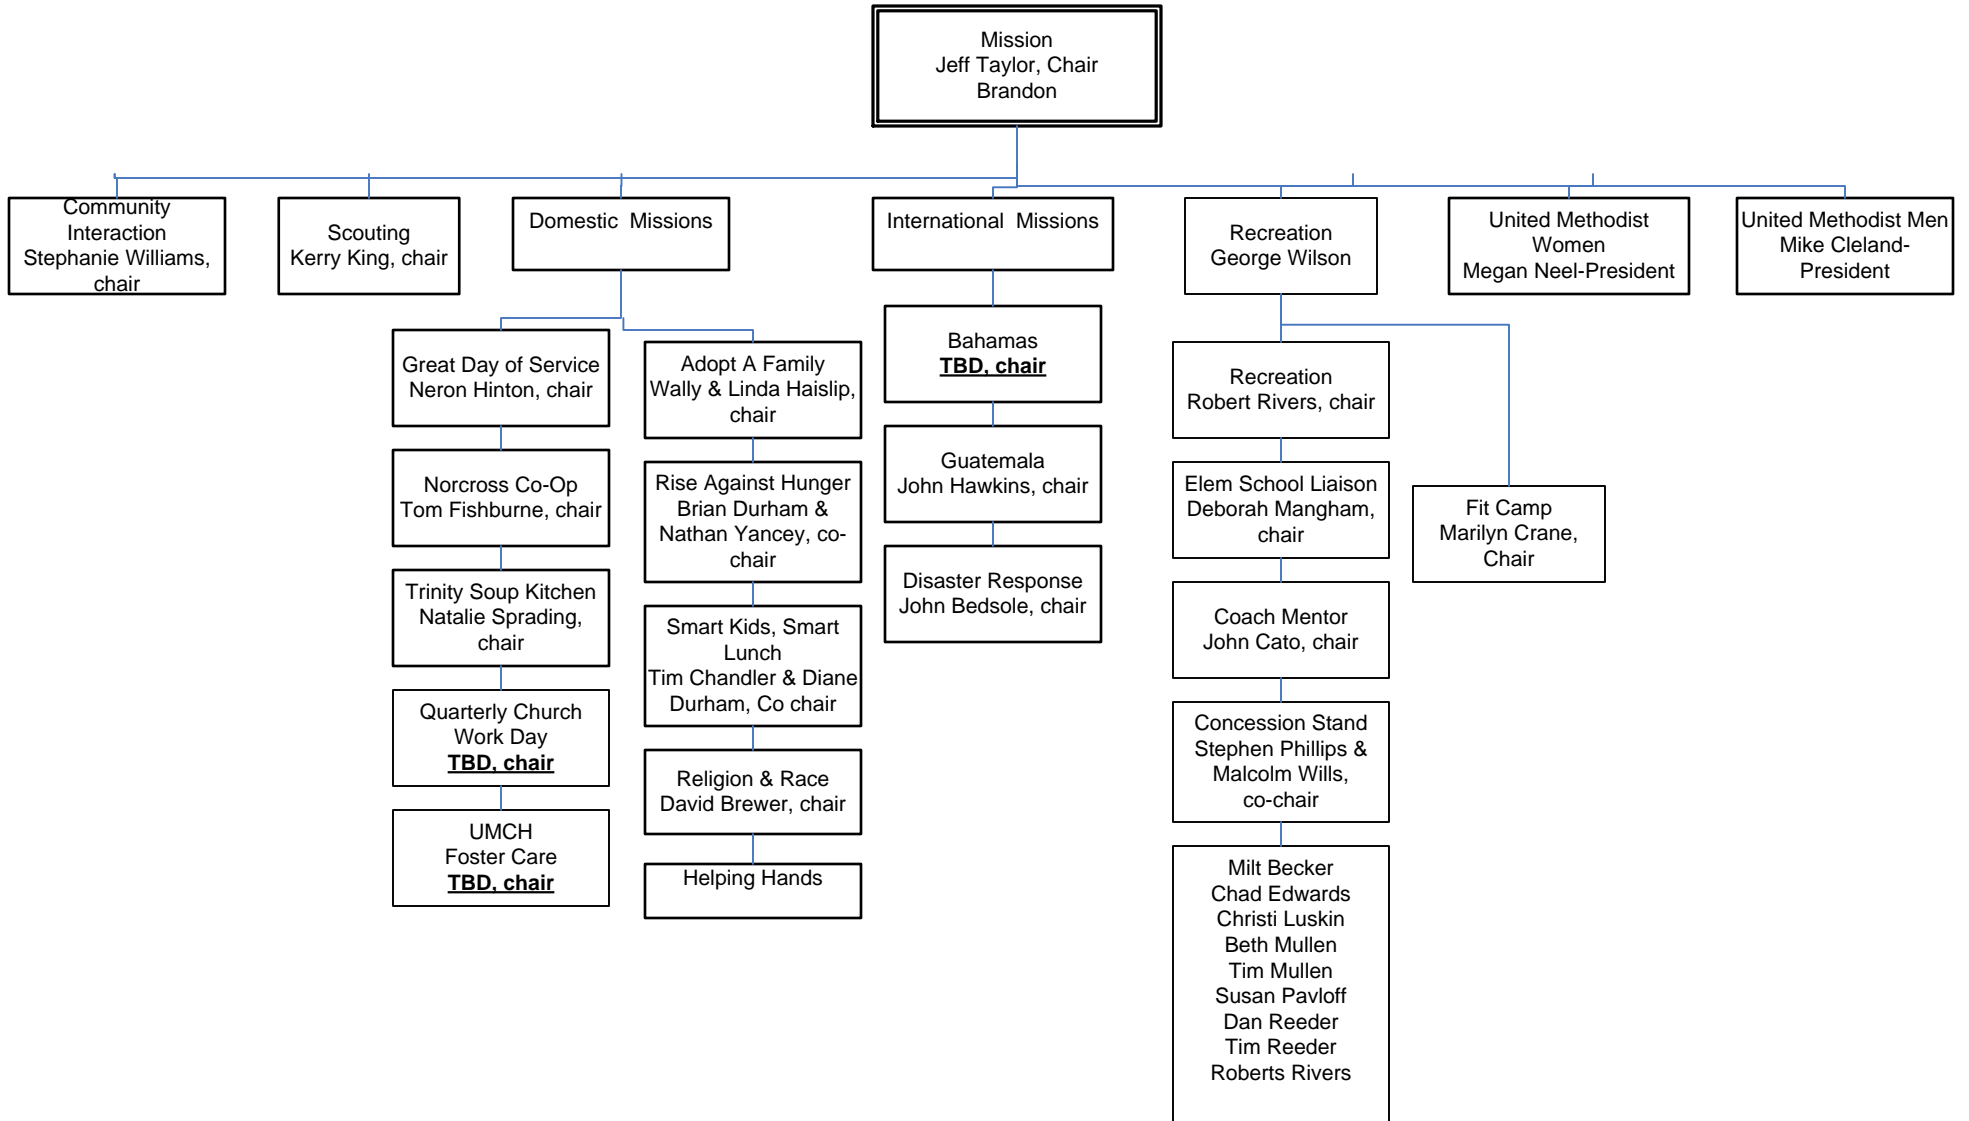 Mission
Jeff Taylor, Chair
Brandon
Community
Interaction
Stephanie Williams,
chair
Scouting
Kerry King, chair
Domestic Missions
International Missions
Recreation
George Wilson
United Methodist
Women
Megan Neel-President
United Methodist Men
Mike Cleland-
President
Great Day of Service
Neron Hinton, chair
Norcross Co-Op
Tom Fishburne, chair
Trinity Soup Kitchen
Natalie Sprading,
chair
Quarterly Church
Work Day
TBD, chair
UMCH
Foster Care
TBD, chair
Adopt A Family
Wally & Linda Haislip,
chair
Rise Against Hunger
Brian Durham &
Nathan Yancey, co-
chair
Smart Kids, Smart
Lunch
Tim Chandler & Diane
Durham, Co chair
Religion & Race
David Brewer, chair
Helping Hands
Bahamas
TBD, chair
Guatemala
John Hawkins, chair
Disaster Response
John Bedsole, chair
Recreation
Robert Rivers, chair
Elem School Liaison
Deborah Mangham,
chair
Coach Mentor
John Cato, chair
Concession Stand
Stephen Phillips &
Malcolm Wills,
co-chair
Milt Becker
Chad Edwards
Christi Luskin
Beth Mullen
Tim Mullen
Susan Pavloff
Dan Reeder
Tim Reeder
Roberts Rivers
Fit Camp
Marilyn Crane,
Chair